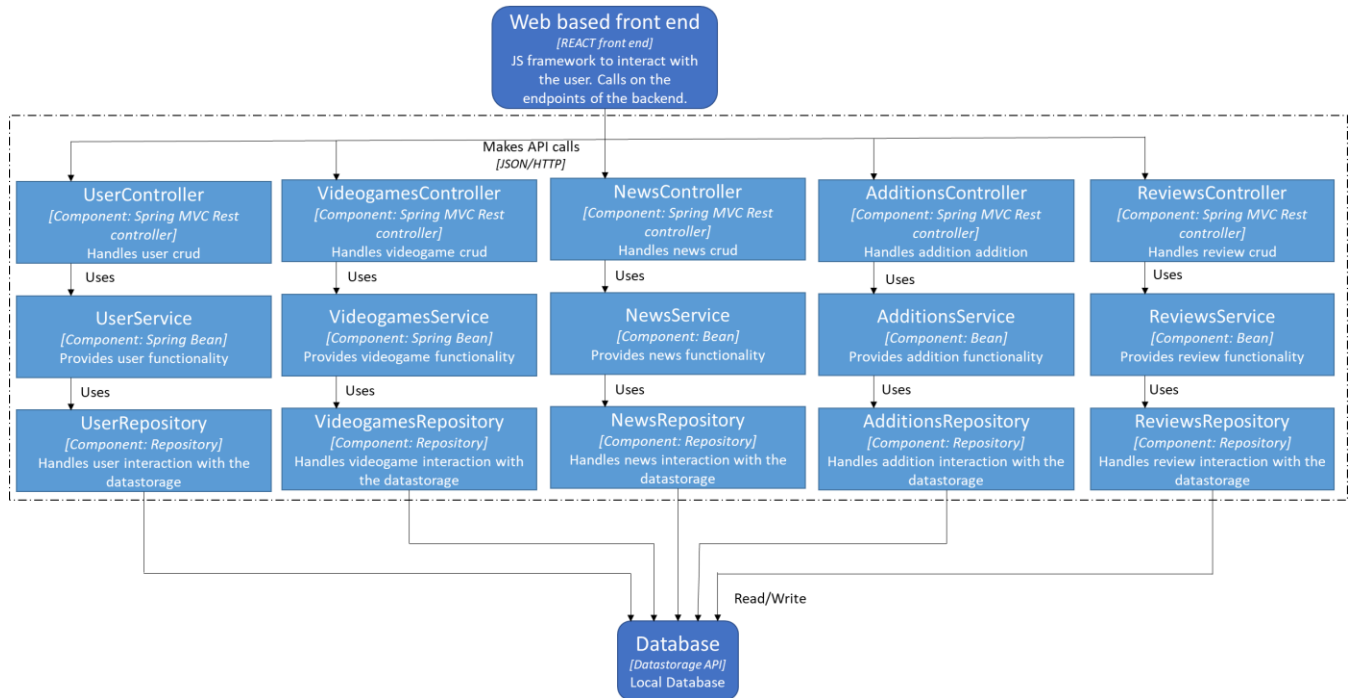 Web based front end
[REACT front end]
JS framework to interact with
the user. Calls on the
endpoints of the backend.
Makes API calls
[JSON/HTTP]
UserController
[Component: Spring MVC Rest
controller]
Handles user crud
VideogamesController
[Component: Spring MVC Rest
controller]
Handles videogame crud
NewsController
[Component: Spring MVC Rest
controller]
Handles news crud
AdditionsController
[Component: Spring MVC Rest
controller]
Handles addition addition
ReviewsController
[Component: Spring MVC Rest
controller]
Handles review crud
Uses
Uses
Uses
Uses
Uses
UserService
[Component: Spring Bean]
Provides user functionality
VideogamesService
[Component: Spring Bean]
Provides videogame functionality
NewsService
[Component: Bean]
Provides news functionality
AdditionsService
[Component: Bean]
Provides addition functionality
ReviewsService
[Component: Bean]
Provides review functionality
Uses
Uses
Uses
Uses
Uses
UserRepository
[Component: Repository]
Handles user interaction with the
datastorage
VideogamesRepository
[Component: Repository]
Handles videogame interaction with
the datastorage
NewsRepository
[Component: Repository]
Handles news interaction with the
datastorage
AdditionsRepository
[Component: Repository]
Handles addition interaction with the
datastorage
ReviewsRepository
[Component: Repository]
Handles review interaction with the
datastorage
Read/Write
Database
[Datastorage API]
Local Database